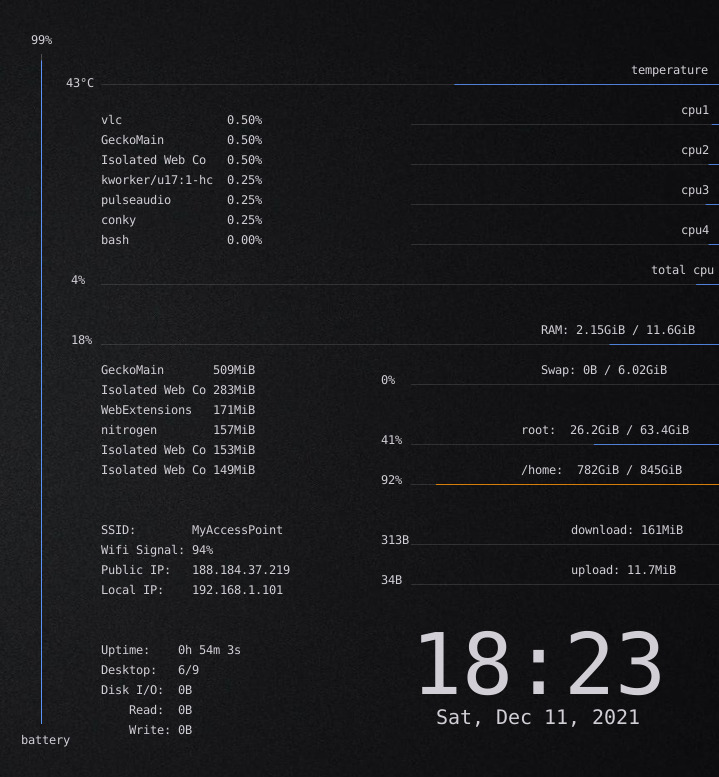 99%
temperature
43°C
cpu1
vlc 0.50%
GeckoMain 0.50%
cpu2
Isolated Web Co 0.50%
kworker/u17:1-hc 0.25%
cpu3
pulseaudio 0.25%
conky 0.25%
cpu4
bash 0.00%
total cpu
4%
RAM: 2.15GiB / 11.6GiB
18%
GeckoMain 509MiB
Swap: 0B / 6.02GiB
0%
Isolated Web Co 283MiB
WebExtensions 171MiB
nitrogen 157MiB
root: 26.2GiB / 63.4GiB
41%
Isolated Web Co 153MiB
Isolated Web Co 149MiB
/home: 782GiB / 845GiB
92%
SSID: MyAccessPoint
download: 161MiB
313B
Wifi Signal: 94%
Public IP: 188.184.37.219
upload: 11.7MiB
34B
Local IP: 192.168.1.101
Uptime: 0h 54m 3s
Desktop: 6/9
Disk I/O: 0B
Read: 0B
Write: 0B
18:23
Sat, Dec 11, 2021
battery